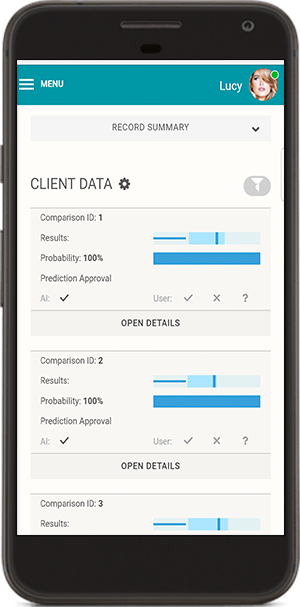 MENU
Lucy
RECORD SUMMARY
CLIENT DATA
Comparison ID: 1
Results:
Probability: 100%
Prediction Approval
AI: ✓ User: ✓ ✕ ?
OPEN DETAILS
Comparison ID: 2
Results:
Probability: 100%
Prediction Approval
AI: ✓ User: ✓ ✕ ?
OPEN DETAILS
Comparison ID: 3
Results: